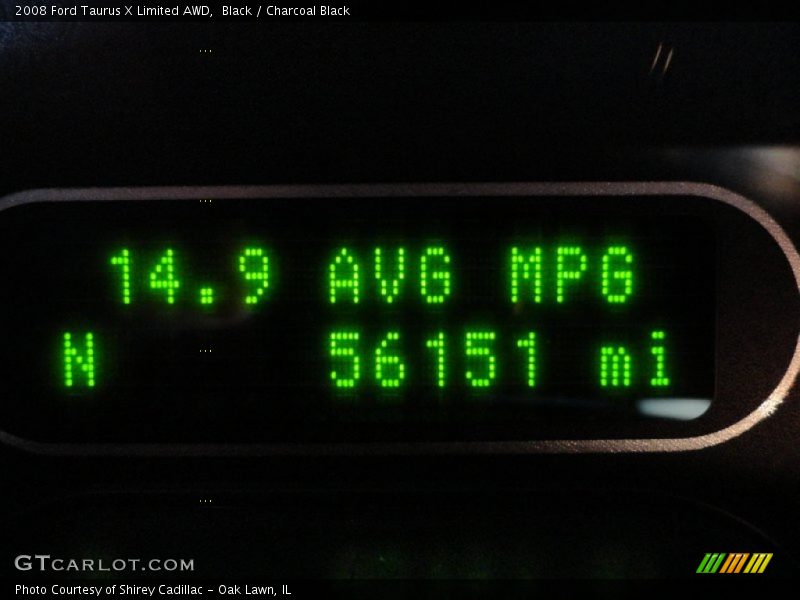 2008 Ford Taurus X Limited AWD,  Black / Charcoal Black
14.9 AVG MPG
N 56151 mi
GTCARLOT.COM
Photo Courtesy of Shirey Cadillac - Oak Lawn, IL